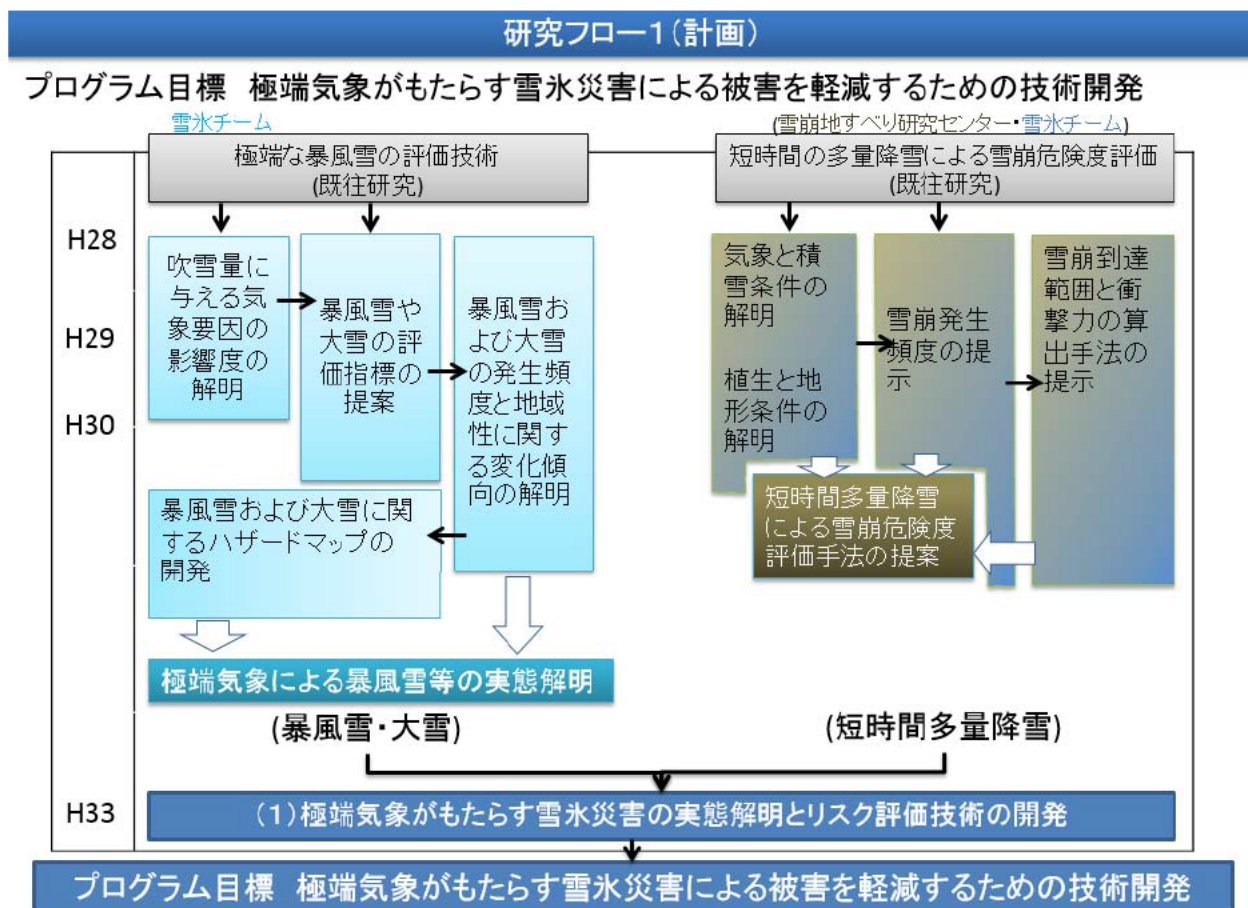 研究フロー1(計画)
プログラム目標 極端気象がもたらす雪氷災害による被害を軽減するための技術開発
雪氷チーム
(雪崩地すべり研究センター・雪氷チーム)
極端な暴風雪の評価技術
(既往研究)
短時間の多量降雪による雪崩危険度評価
(既往研究)
H28
H29
H30
H33
吹雪量に
与える気
象要因の
影響度の
解明
暴風雪や
大雪の評
価指標の
提案
暴風雪お
よび大雪
の発生頻
度と地域
性に関す
る変化傾
向の解明
暴風雪および大雪に関
するハザードマップの
開発
気象と積
雪条件の
解明
植生と地
形条件の
解明
雪崩発生
頻度の提
示
雪崩到達
範囲と衝
撃力の算
出手法の
提示
短時間多量降雪
による雪崩危険度
評価手法の提案
極端気象による暴風雪等の実態解明
(暴風雪・大雪)
(短時間多量降雪)
(1)極端気象がもたらす雪氷災害の実態解明とリスク評価技術の開発
プログラム目標 極端気象がもたらす雪氷災害による被害を軽減するための技術開発